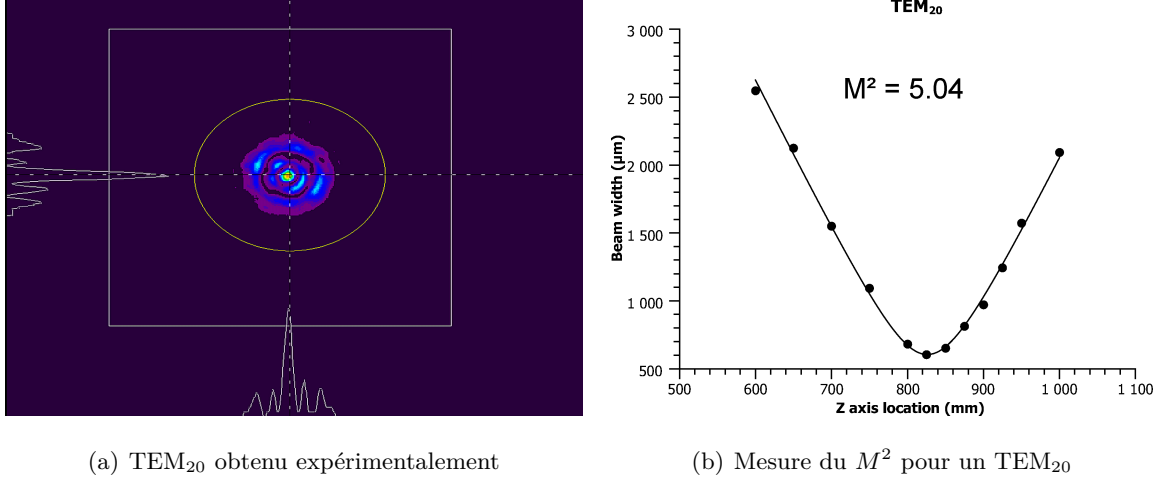 TEM₂₀
3 000
2 500
2 000
1 500
1 000
500
Beam width (µm)
M² = 5.04
500 600 700 800 900 1 000 1 100
Z axis location (mm)
(a) TEM₂₀ obtenu expérimentalement
(b) Mesure du M² pour un TEM₂₀